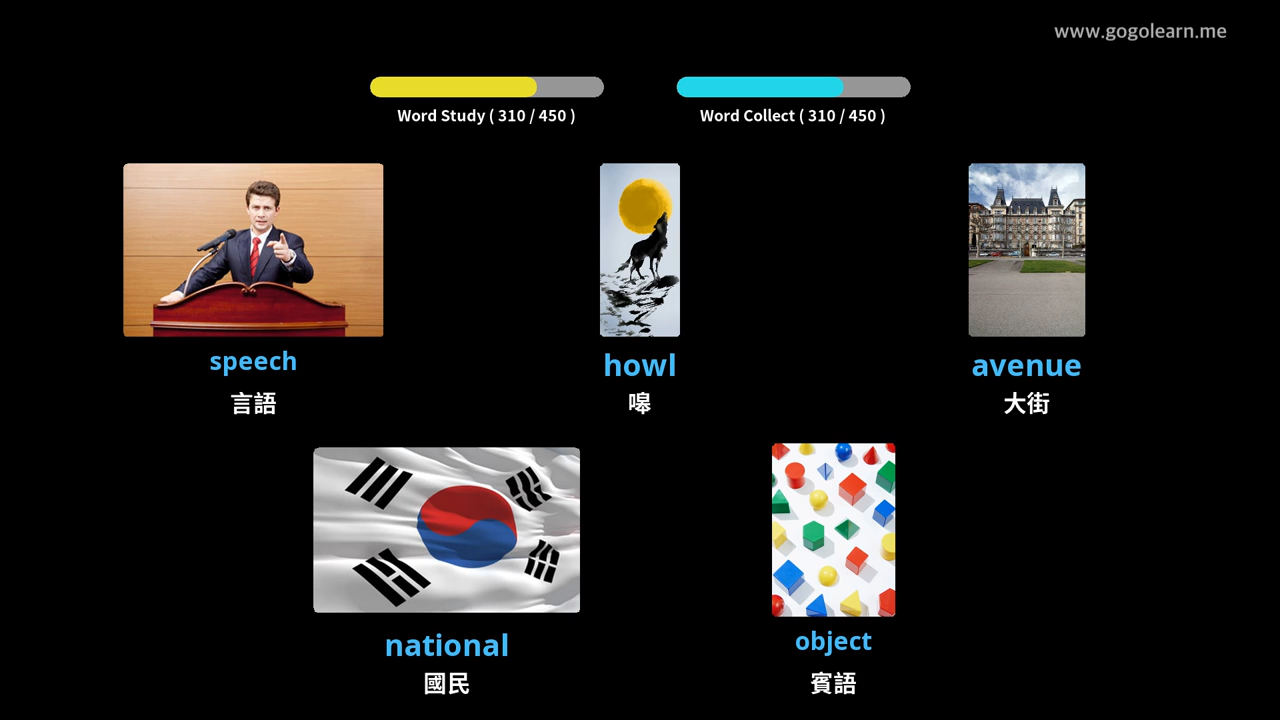 www.gogolearn.me
Word Study ( 310 / 450 )
Word Collect ( 310 / 450 )
speech
言語
howl
嗥
avenue
大街
national
國民
object
賓語